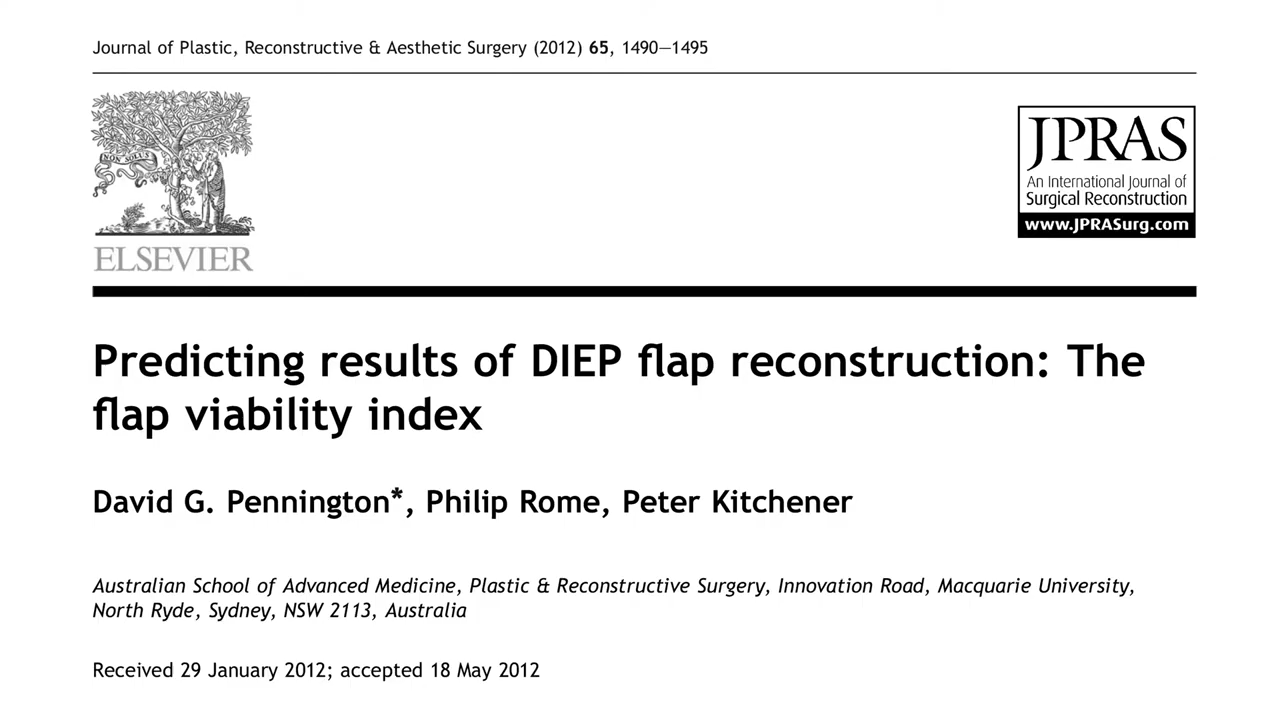 Journal of Plastic, Reconstructive & Aesthetic Surgery (2012) 65, 1490–1495
NON SOLUS
ELSEVIER
JPRAS
An International Journal of
Surgical Reconstruction
www.JPRASurg.com
Predicting results of DIEP flap reconstruction: The
flap viability index
David G. Pennington*, Philip Rome, Peter Kitchener
Australian School of Advanced Medicine, Plastic & Reconstructive Surgery, Innovation Road, Macquarie University,
North Ryde, Sydney, NSW 2113, Australia
Received 29 January 2012; accepted 18 May 2012